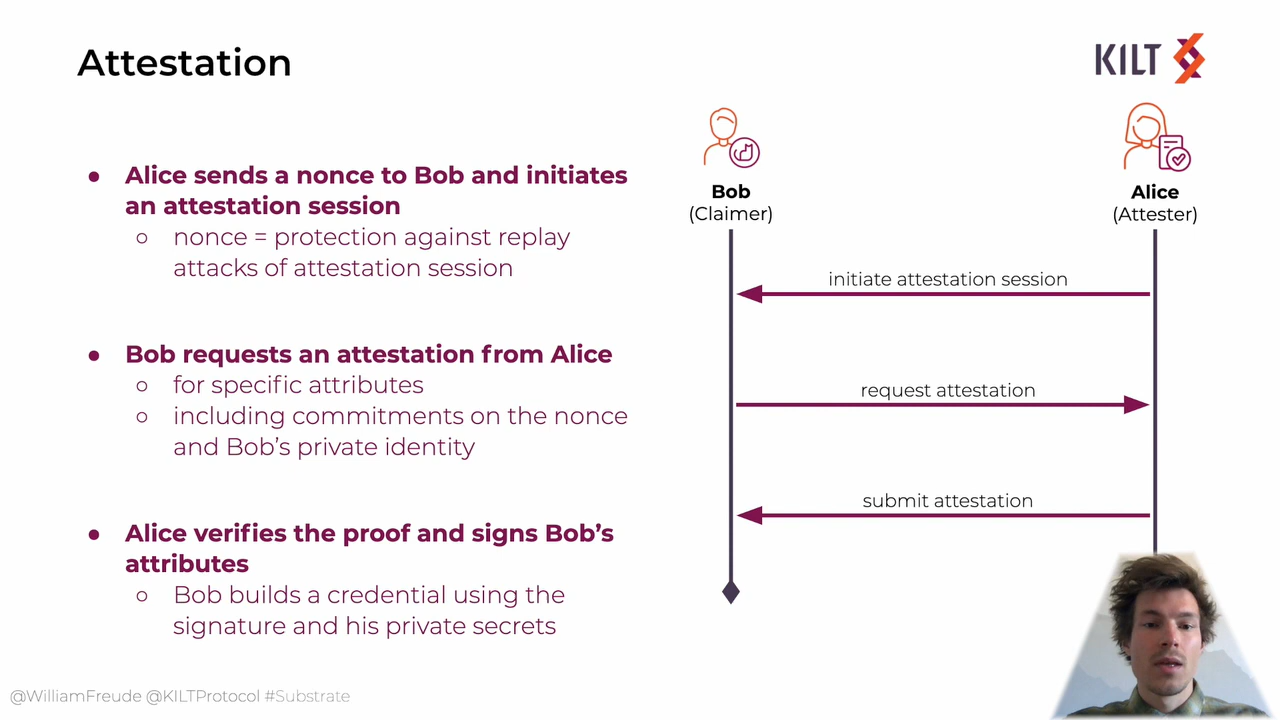 Attestation
KILT
● Alice sends a nonce to Bob and initiates
an attestation session
○ nonce = protection against replay
attacks of attestation session
● Bob requests an attestation from Alice
○ for specific attributes
○ including commitments on the nonce
and Bob's private identity
● Alice verifies the proof and signs Bob's
attributes
○ Bob builds a credential using the
signature and his private secrets
Bob
(Claimer)
Alice
(Attester)
initiate attestation session
request attestation
submit attestation
@WilliamFreude @KILTProtocol #Substrate